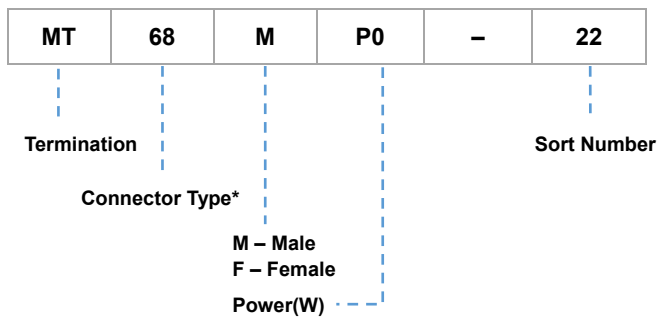 MT 68 M P0 – 22
Termination
Sort Number
Connector Type*
M – Male
F – Female
Power(W)